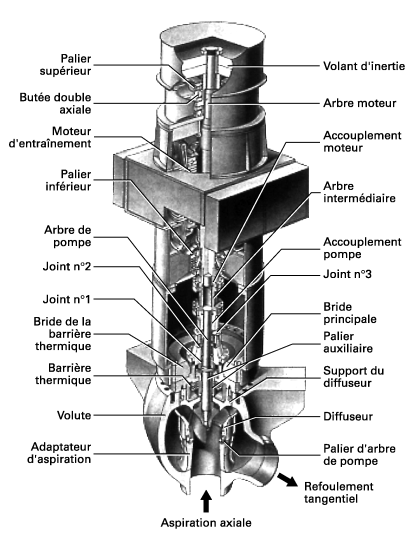 Palier
supérieur
Butée double
axiale
Moteur
d'entraînement
Palier
inférieur
Arbre de
pompe
Joint n°2
Joint n°1
Bride de la
barrière
thermique
Barrière
thermique
Volute
Adaptateur
d'aspiration
Volant d'inertie
Arbre moteur
Accouplement
moteur
Arbre
intermédiaire
Accouplement
pompe
Joint n°3
Bride
principale
Palier
auxiliaire
Support du
diffuseur
Diffuseur
Palier d'arbre
de pompe
Refoulement
tangentiel
Aspiration axiale